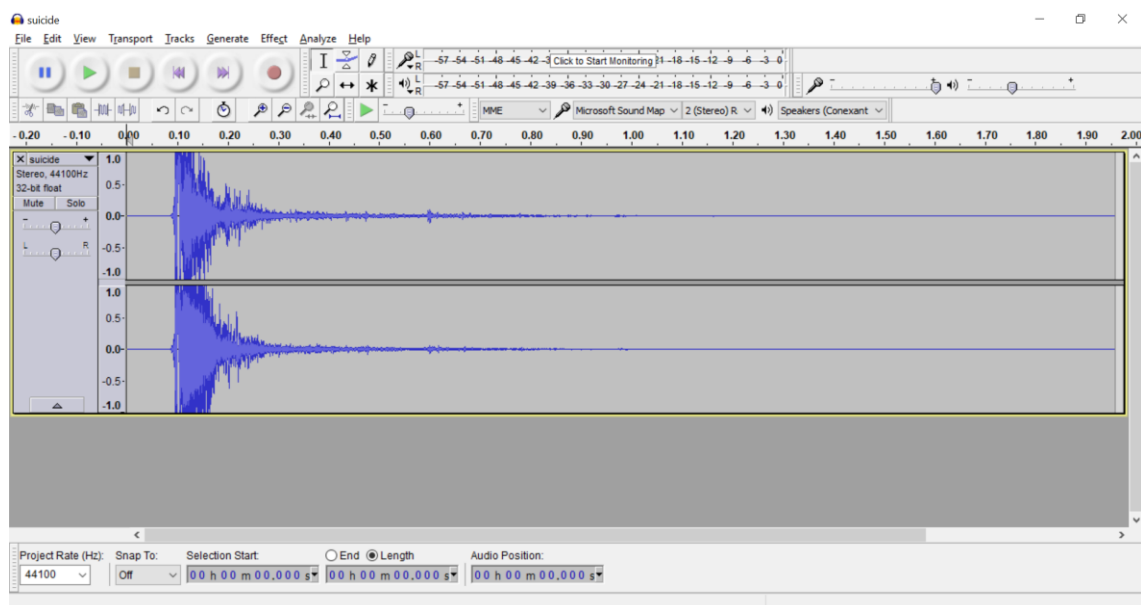 suicide
File Edit View Transport Tracks Generate Effect Analyze Help
L R -57 -54 -51 -48 -45 -42 -3 Click to Start Monitoring 21 -18 -15 -12 -9 -6 -3 0
L R -57 -54 -51 -48 -45 -42 -39 -36 -33 -30 -27 -24 -21 -18 -15 -12 -9 -6 -3 0
MME Microsoft Sound Map 2 (Stereo) R Speakers (Conexant
-0.20 -0.10 0.00 0.10 0.20 0.30 0.40 0.50 0.60 0.70 0.80 0.90 1.00 1.10 1.20 1.30 1.40 1.50 1.60 1.70 1.80 1.90 2.00
suicide 1.0
Stereo, 44100Hz
32-bit float 0.5
Mute Solo
- + 0.0
L R -0.5
-1.0
1.0
0.5
0.0
-0.5
-1.0
Project Rate (Hz): Snap To: Selection Start: End Length Audio Position:
44100 Off 00 h 00 m 00.000 s 00 h 00 m 00.000 s 00 h 00 m 00.000 s